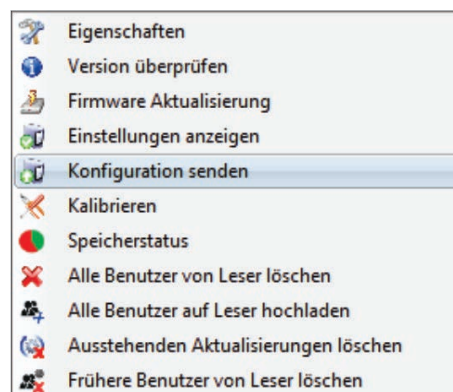 Eigenschaften
Version überprüfen
Firmware Aktualisierung
Einstellungen anzeigen
Konfiguration senden
Kalibrieren
Speicherstatus
Alle Benutzer von Leser löschen
Alle Benutzer auf Leser hochladen
Ausstehenden Aktualisierungen löschen
Frühere Benutzer von Leser löschen